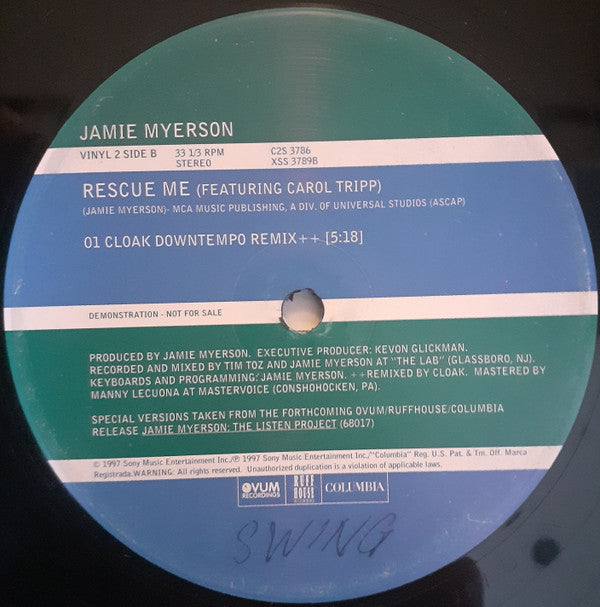 JAMIE MYERSON
VINYL 2 SIDE B 33 1/3 RPM C2S 3786
STEREO XSS 3789B
RESCUE ME (FEATURING CAROL TRIPP)
(JAMIE MYERSON)- MCA MUSIC PUBLISHING, A DIV. OF UNIVERSAL STUDIOS (ASCAP)
01 CLOAK DOWNTEMPO REMIX++ [5:18]
DEMONSTRATION - NOT FOR SALE
PRODUCED BY JAMIE MYERSON. EXECUTIVE PRODUCER: KEVON GLICKMAN.
RECORDED AND MIXED BY TIM TOZ AND JAMIE MYERSON AT "THE LAB" (GLASSBORO, NJ).
KEYBOARDS AND PROGRAMMING: JAMIE MYERSON. ++REMIXED BY CLOAK. MASTERED BY
MANNY LECUONA AT MASTERVOICE (CONSHOHOCKEN, PA).
SPECIAL VERSIONS TAKEN FROM THE FORTHCOMING OVUM/RUFFHOUSE/COLUMBIA
RELEASE JAMIE MYERSON: THE LISTEN PROJECT (68017)
© 1997 Sony Music Entertainment Inc./℗ 1997 Sony Music Entertainment Inc./"Columbia" Reg. U.S. Pat. & Tm. Off. Marca
Registrada. WARNING: All rights reserved. Unauthorized duplication is a violation of applicable laws.
OVUM RECORDINGS RUFF HOUSE RECORDS COLUMBIA
SWING